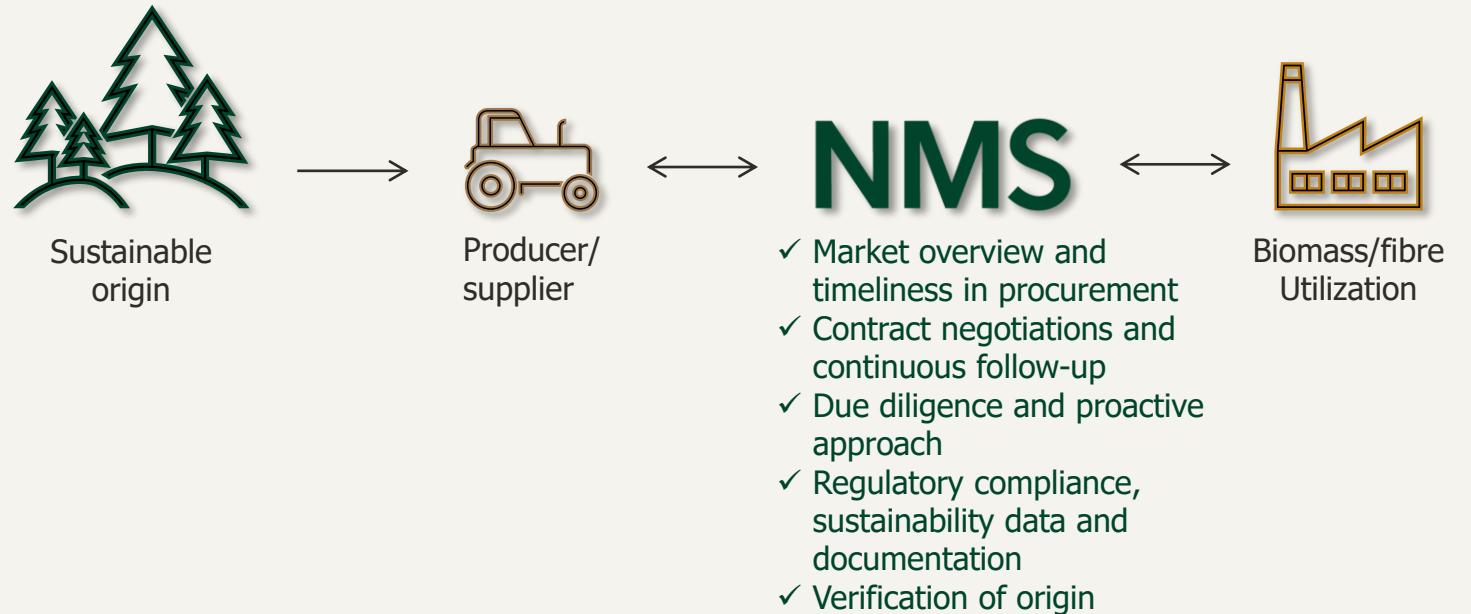 NMS
Sustainable
origin
Producer/
supplier
✓ Market overview and
timeliness in procurement
✓ Contract negotiations and
continuous follow-up
✓ Due diligence and proactive
approach
✓ Regulatory compliance,
sustainability data and
documentation
✓ Verification of origin
Biomass/fibre
Utilization